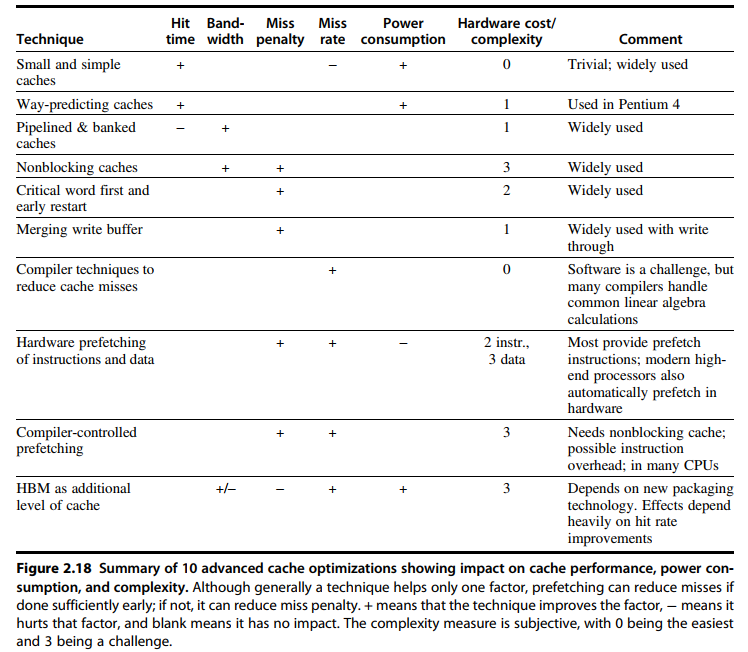 Technique Hit time Band-width Miss penalty Miss rate Power consumption Hardware cost/complexity Comment
Small and simple caches + – + 0 Trivial; widely used
Way-predicting caches + + 1 Used in Pentium 4
Pipelined & banked caches – + 1 Widely used
Nonblocking caches + + 3 Widely used
Critical word first and early restart + 2 Widely used
Merging write buffer + 1 Widely used with write through
Compiler techniques to reduce cache misses + 0 Software is a challenge, but many compilers handle common linear algebra calculations
Hardware prefetching of instructions and data + + – 2 instr., 3 data Most provide prefetch instructions; modern high-end processors also automatically prefetch in hardware
Compiler-controlled prefetching + + 3 Needs nonblocking cache; possible instruction overhead; in many CPUs
HBM as additional level of cache +/– – + + 3 Depends on new packaging technology. Effects depend heavily on hit rate improvements
Figure 2.18 Summary of 10 advanced cache optimizations showing impact on cache performance, power con-
sumption, and complexity. Although generally a technique helps only one factor, prefetching can reduce misses if
done sufficiently early; if not, it can reduce miss penalty. + means that the technique improves the factor, – means it
hurts that factor, and blank means it has no impact. The complexity measure is subjective, with 0 being the easiest
and 3 being a challenge.